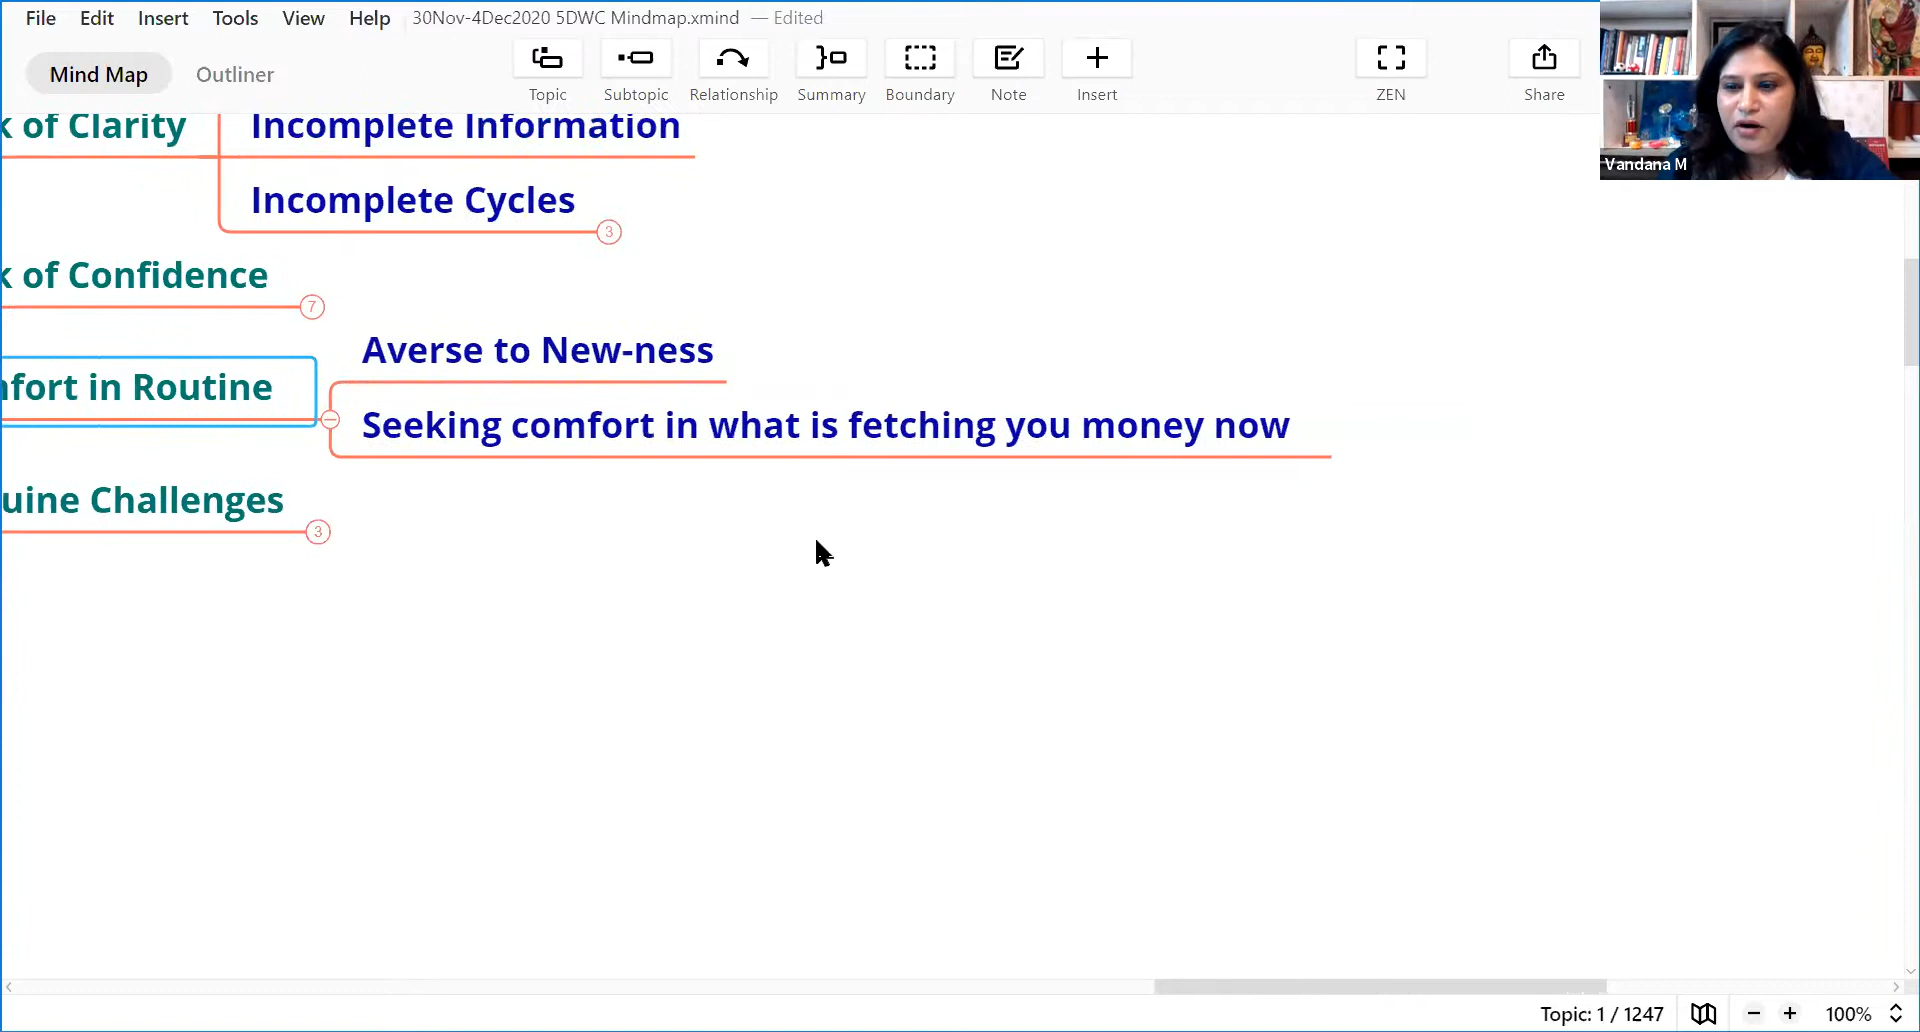 File Edit Insert Tools View Help 30Nov-4Dec2020 5DWC Mindmap.xmind — Edited
Mind Map Outliner
Topic Subtopic Relationship Summary Boundary Note Insert ZEN Share
Vandana M
k of Clarity
Incomplete Information
Incomplete Cycles
3
k of Confidence
7
Averse to New-ness
nfort in Routine
Seeking comfort in what is fetching you money now
uine Challenges
3
Topic: 1 / 1247 100%